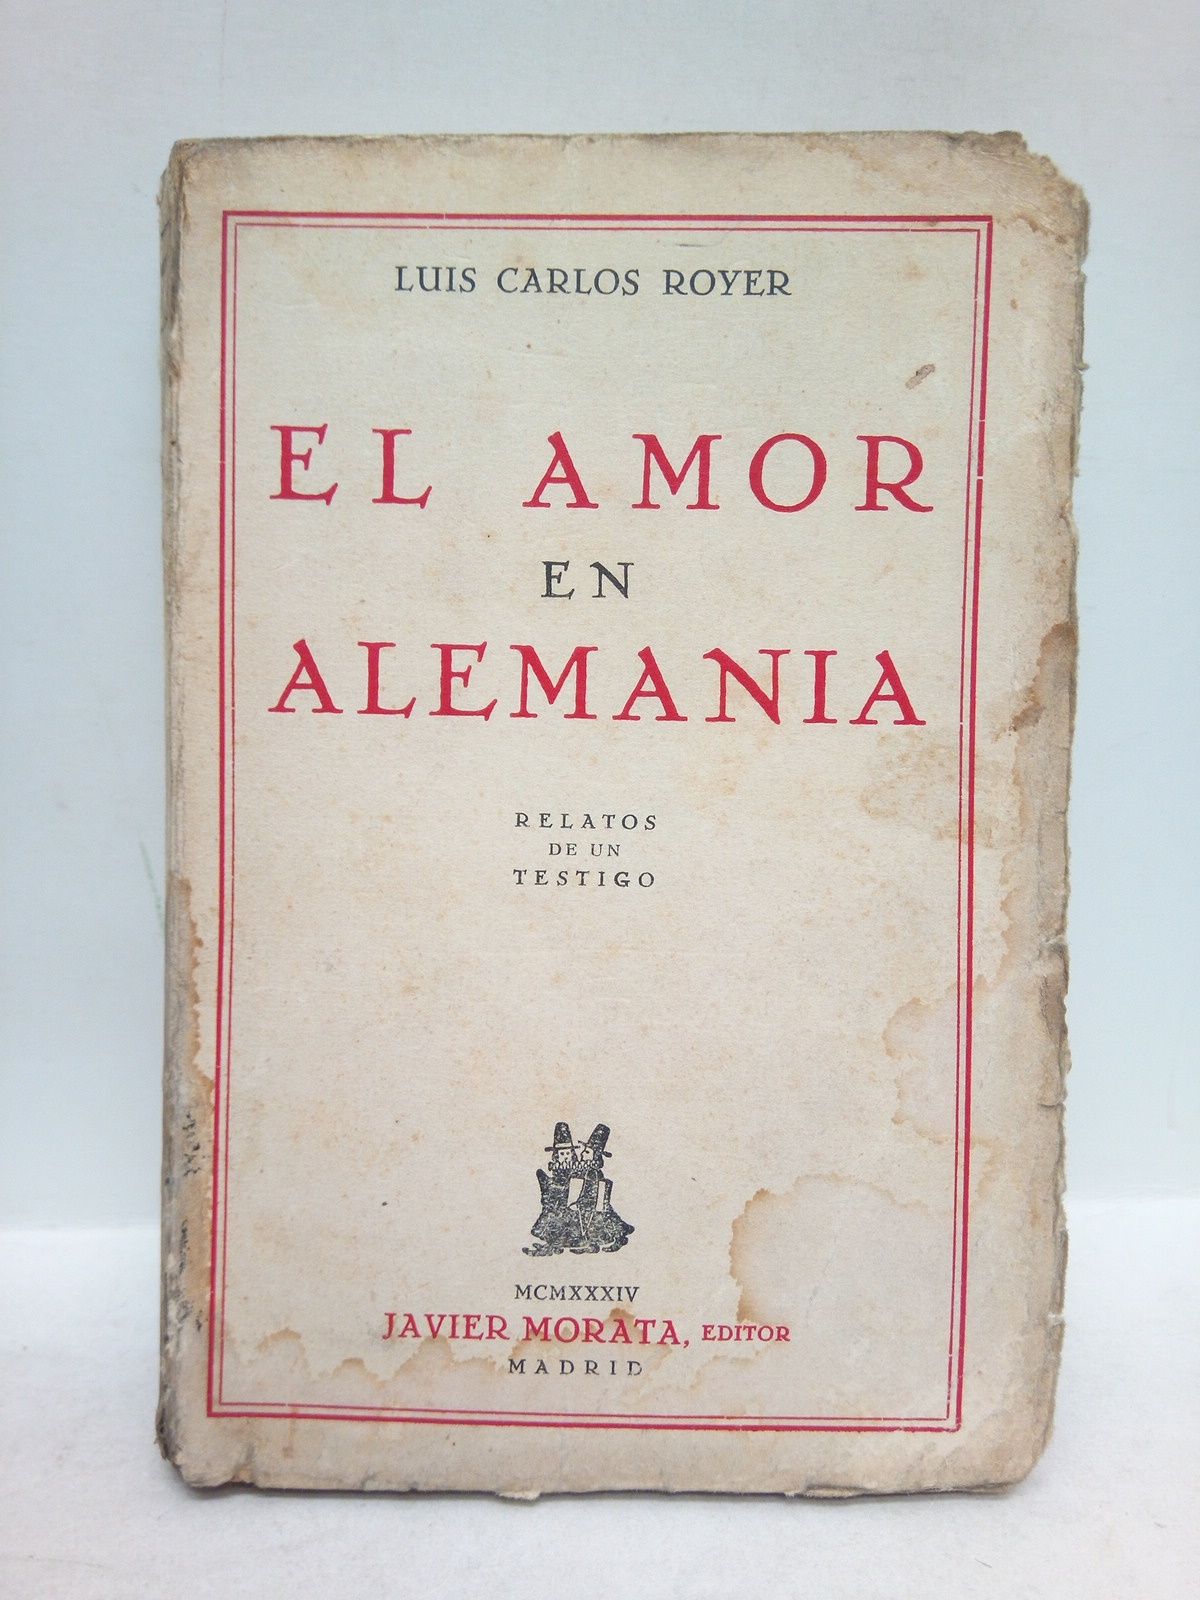 LUIS CARLOS ROYER
EL AMOR
EN
ALEMANIA
RELATOS
DE UN
TESTIGO
MCMXXXIV
JAVIER MORATA, EDITOR
MADRID